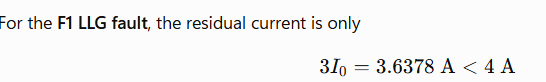 For the F1 LLG fault, the residual current is only
3I₀ = 3.6378 A < 4 A